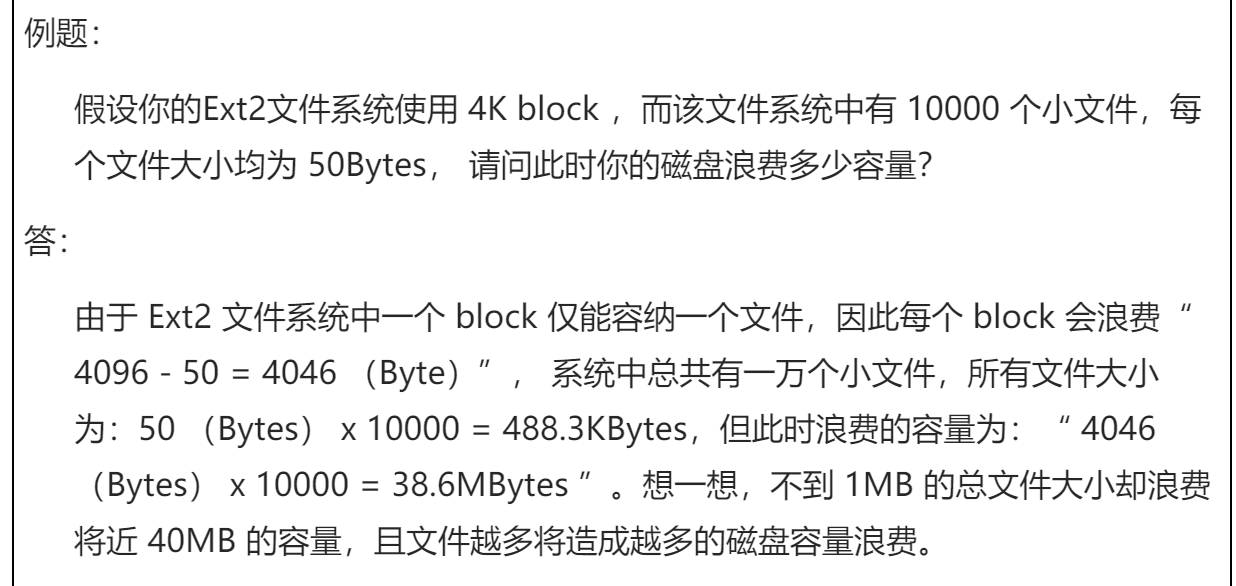 例题：
假设你的Ext2文件系统使用 4K block ，而该文件系统中有 10000 个小文件，每
个文件大小均为 50Bytes， 请问此时你的磁盘浪费多少容量？
答：
由于 Ext2 文件系统中一个 block 仅能容纳一个文件，因此每个 block 会浪费“
4096 - 50 = 4046 （Byte）”， 系统中总共有一万个小文件，所有文件大小
为：50 （Bytes） x 10000 = 488.3KBytes，但此时浪费的容量为：“ 4046
（Bytes） x 10000 = 38.6MBytes ”。想一想，不到 1MB 的总文件大小却浪费
将近 40MB 的容量，且文件越多将造成越多的磁盘容量浪费。